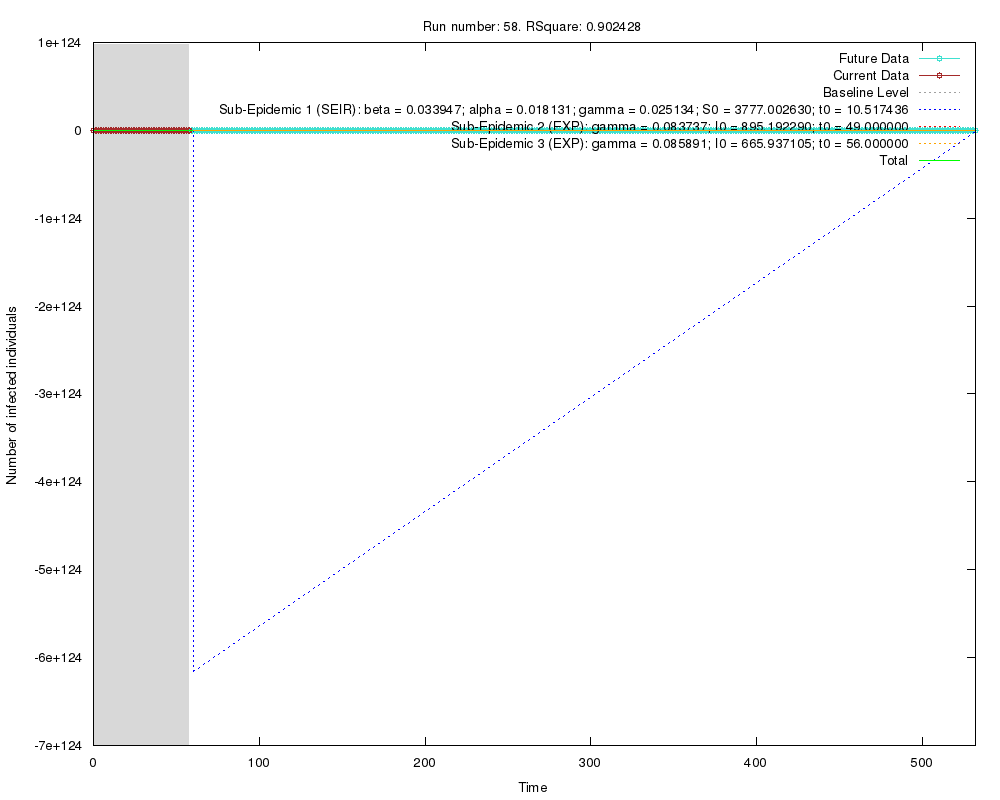 Run number: 58. RSquare: 0.902428
1e+124
0
-1e+124
-2e+124
-3e+124
-4e+124
-5e+124
-6e+124
-7e+124
Number of infected individuals
Future Data
Current Data
Baseline Level
Sub-Epidemic 1 (SEIR): beta = 0.033947; alpha = 0.018131; gamma = 0.025134; S0 = 3777.002630; t0 = 10.517436
Sub-Epidemic 2 (EXP): gamma = 0.083737; I0 = 895.192290; t0 = 49.000000
Sub-Epidemic 3 (EXP): gamma = 0.085891; I0 = 665.937105; t0 = 56.000000
Total
0 100 200 300 400 500
Time